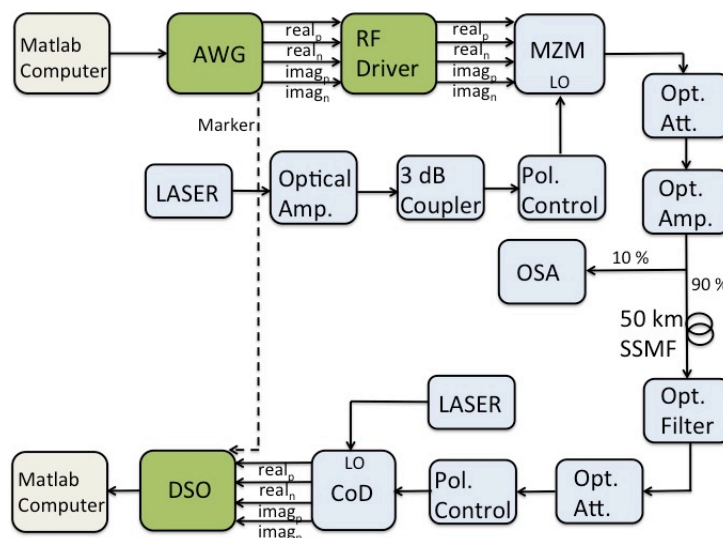 Matlab
Computer
AWG
real_p
real_n
imag_p
imag_n
RF
Driver
real_p
real_n
imag_p
imag_n
MZM
LO
Opt.
Att.
Marker
LASER
Optical
Amp.
3 dB
Coupler
Pol.
Control
Opt.
Amp.
10 %
OSA
90 %
50 km
SSMF
LASER
Opt.
Filter
Matlab
Computer
DSO
real_p
real_n
imag_p
imag_n
LO
CoD
Pol.
Control
Opt.
Att.